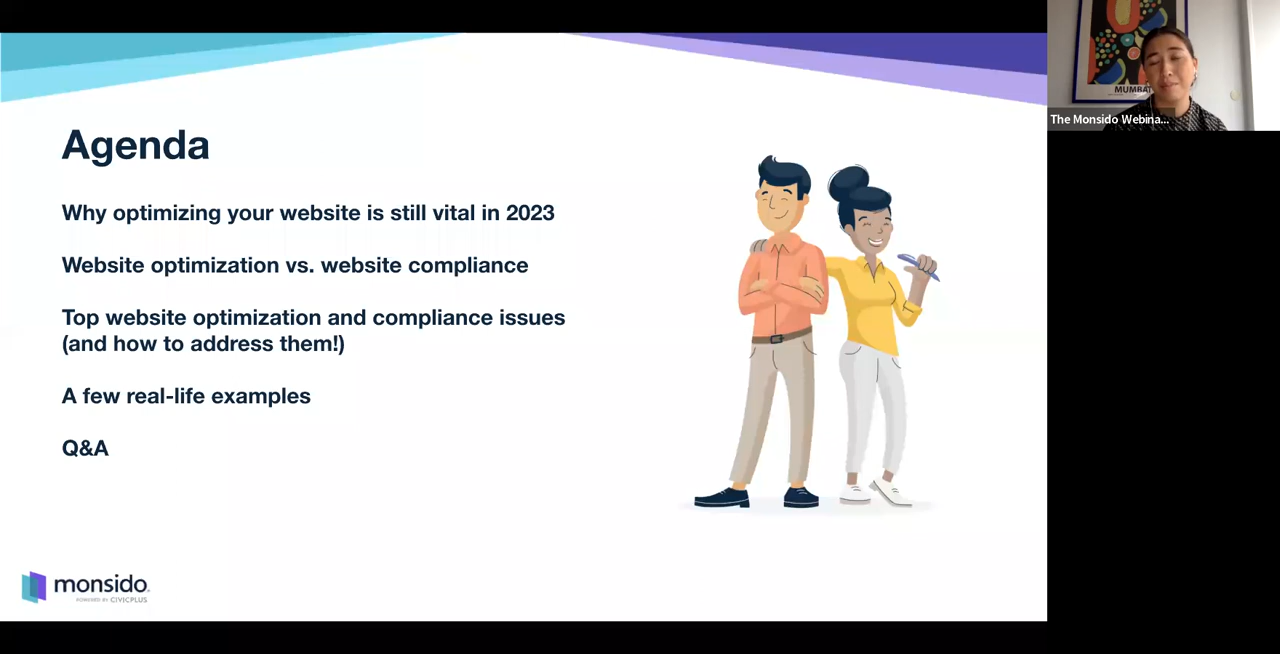 Agenda
Why optimizing your website is still vital in 2023
Website optimization vs. website compliance
Top website optimization and compliance issues
(and how to address them!)
A few real-life examples
Q&A
monsido
POWERED BY CIVICPLUS
MUMBAI
The Monsido Webina...